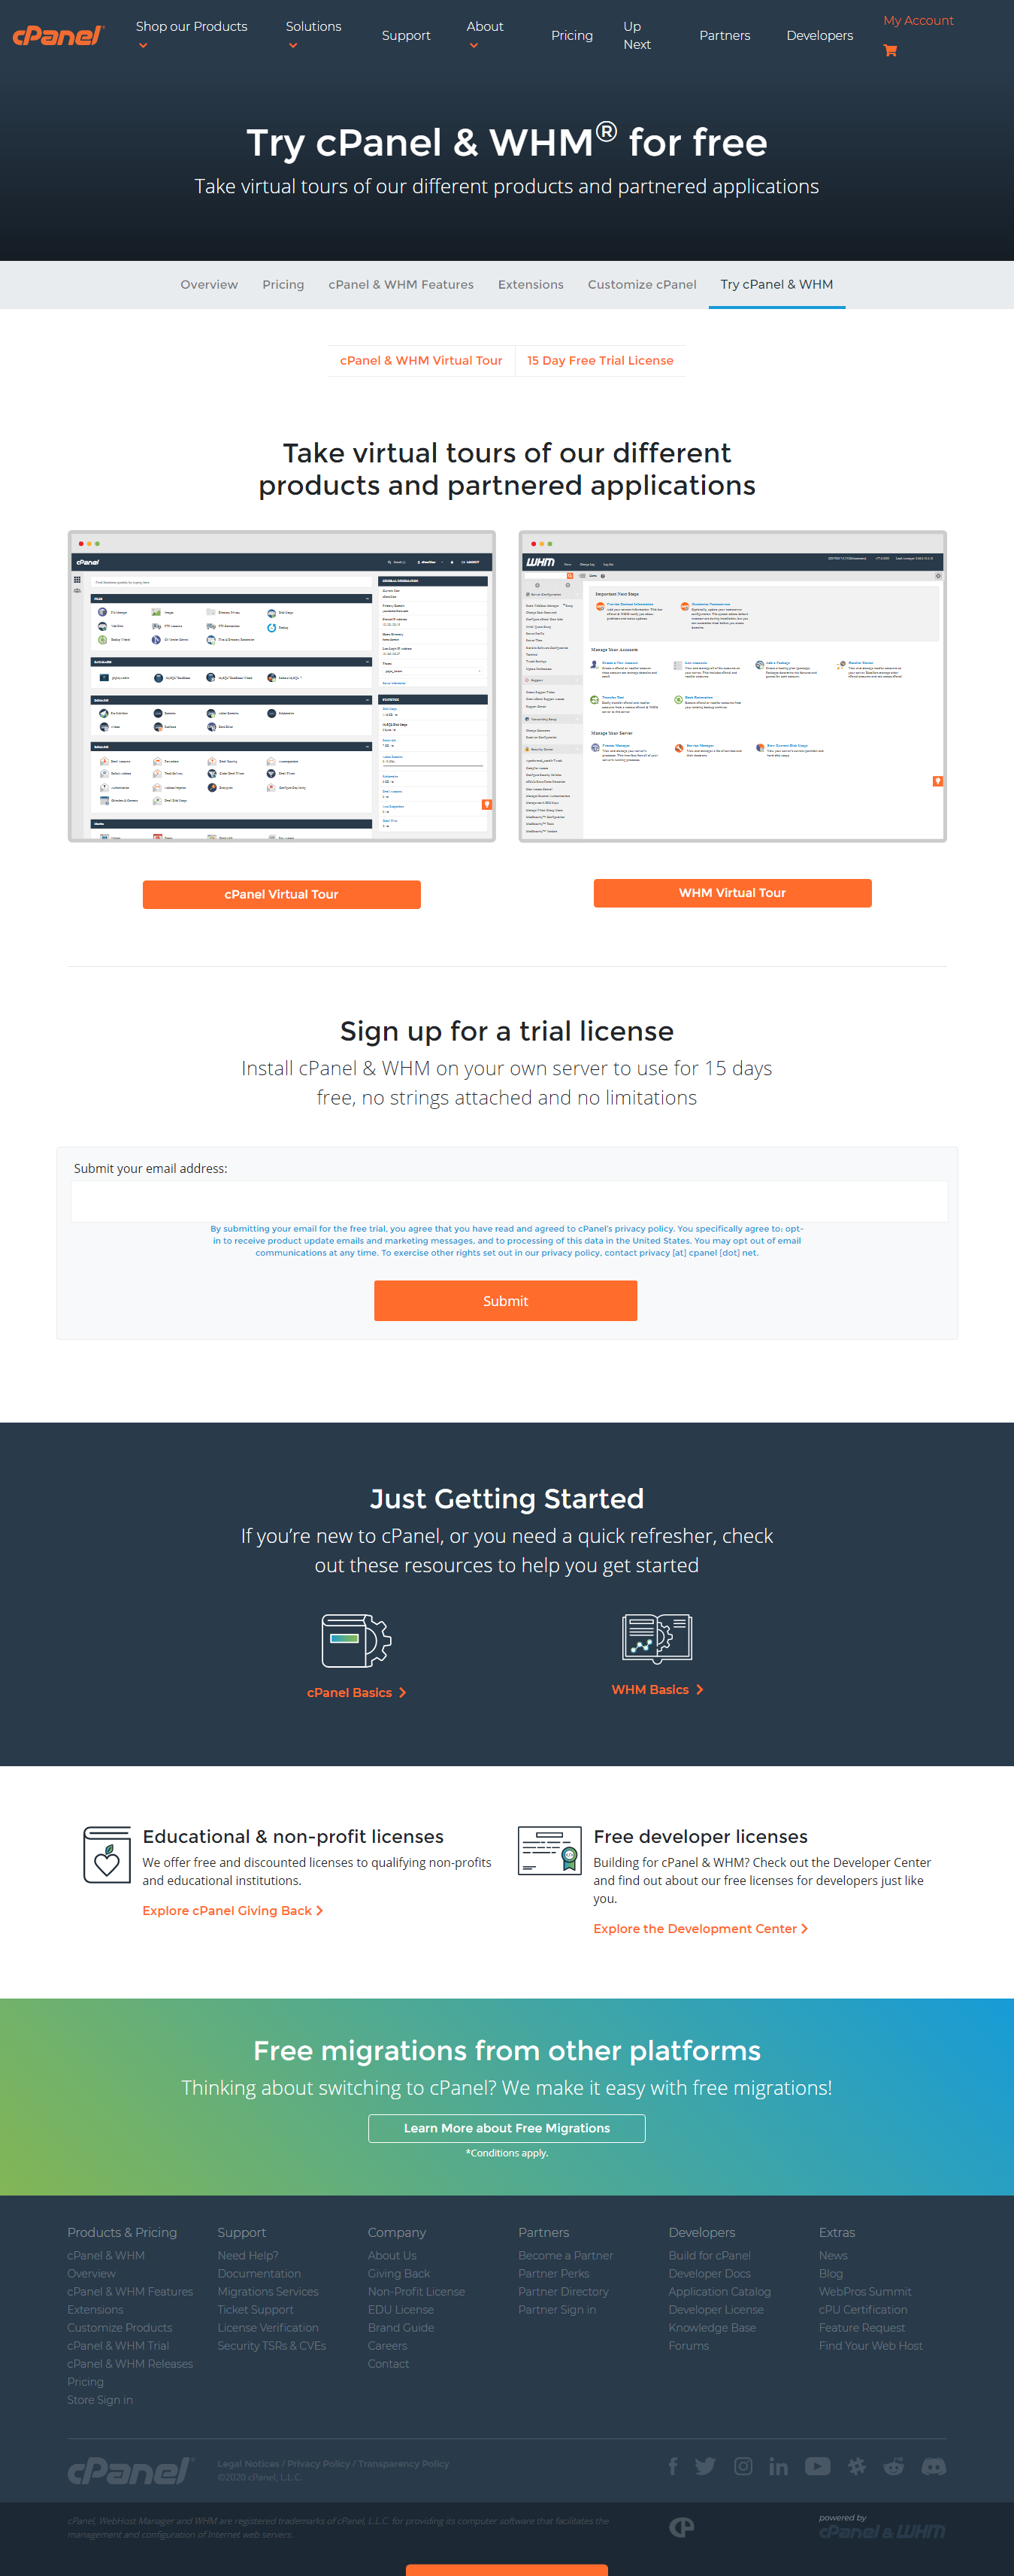 cPanel
Shop our Products
Solutions
Support
About
Pricing
Up
Next
Partners
Developers
My Account
Try cPanel & WHM® for free
Take virtual tours of our different products and partnered applications
Overview
Pricing
cPanel & WHM Features
Extensions
Customize cPanel
Try cPanel & WHM
cPanel & WHM Virtual Tour
15 Day Free Trial License
Take virtual tours of our different
products and partnered applications
cPanel
WHM
Important Next Steps
Manage Your Accounts
Manage Your Server
cPanel Virtual Tour
WHM Virtual Tour
Sign up for a trial license
Install cPanel & WHM on your own server to use for 15 days
free, no strings attached and no limitations
Submit your email address:
By submitting your email for the free trial, you agree that you have read and agreed to cPanel's privacy policy. You specifically agree to: opt-
in to receive product update emails and marketing messages, and to processing of this data in the United States. You may opt out of email
communications at any time. To exercise other rights set out in our privacy policy, contact privacy [at] cpanel [dot] net.
Submit
Just Getting Started
If you’re new to cPanel, or you need a quick refresher, check
out these resources to help you get started
cPanel Basics
WHM Basics
Educational & non-profit licenses
We offer free and discounted licenses to qualifying non-profits
and educational institutions.
Explore cPanel Giving Back
Free developer licenses
Building for cPanel & WHM? Check out the Developer Center
and find out about our free licenses for developers just like
you.
Explore the Development Center
Free migrations from other platforms
Thinking about switching to cPanel? We make it easy with free migrations!
Learn More about Free Migrations
*Conditions apply.
Products & Pricing
cPanel & WHM
Overview
cPanel & WHM Features
Extensions
Customize Products
cPanel & WHM Trial
cPanel & WHM Releases
Pricing
Store Sign in
Support
Need Help?
Documentation
Migrations Services
Ticket Support
License Verification
Security TSRs & CVEs
Company
About Us
Giving Back
Non-Profit License
EDU License
Brand Guide
Careers
Contact
Partners
Become a Partner
Partner Perks
Partner Directory
Partner Sign in
Developers
Build for cPanel
Developer Docs
Application Catalog
Developer License
Knowledge Base
Forums
Extras
News
Blog
WebPros Summit
cPU Certification
Feature Request
Find Your Web Host
cPanel
Legal Notices / Privacy Policy / Transparency Policy
©2020 cPanel, L.L.C.
cPanel, WebHost Manager and WHM are registered trademarks of cPanel, L.L.C. for providing its computer software that facilitates the
management and configuration of Internet web servers.
powered by
cPanel & WHM